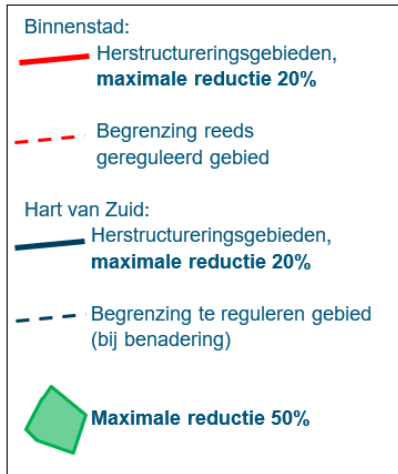 Binnenstad:
Herstructureringsgebieden,
maximale reductie 20%
Begrenzing reeds
gereguleerd gebied
Hart van Zuid:
Herstructureringsgebieden,
maximale reductie 20%
Begrenzing te reguleren gebied
(bij benadering)
Maximale reductie 50%